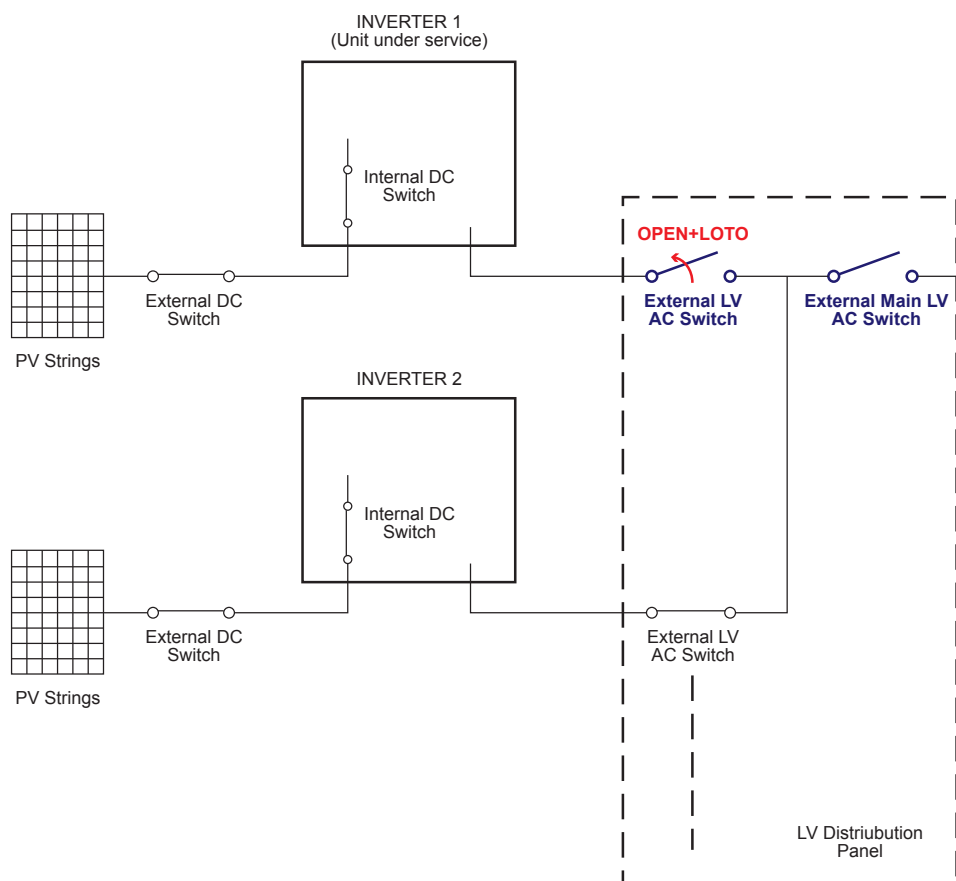 INVERTER 1
(Unit under service)
Internal DC
Switch
OPEN+LOTO
External DC
Switch
External LV
AC Switch
External Main LV
AC Switch
PV Strings
INVERTER 2
Internal DC
Switch
External DC
Switch
External LV
AC Switch
PV Strings
LV Distriubution
Panel